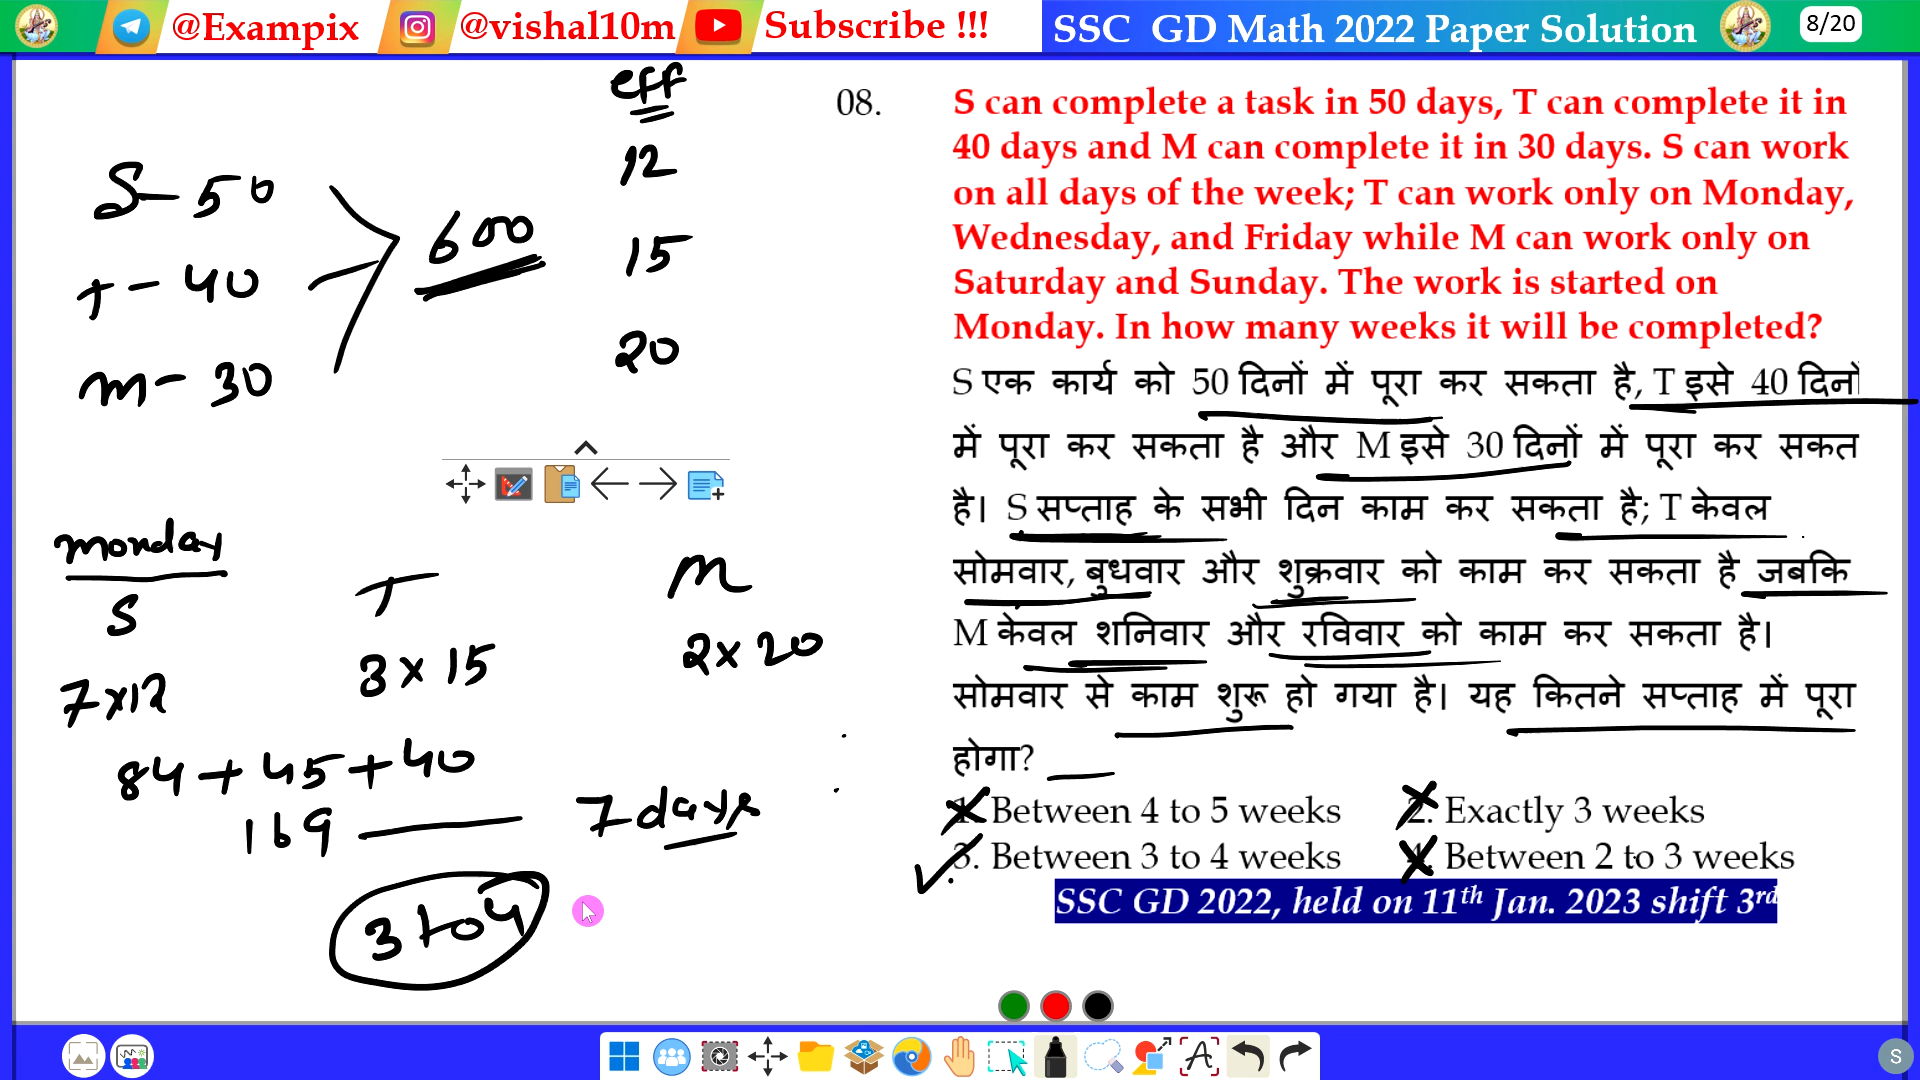 @Exampix @vishal10m Subscribe !!! SSC GD Math 2022 Paper Solution 8/20
eff
S - 50
T - 40
M - 30
600
12
15
20
monday
S T M
7 x 12 3 x 15 2 x 20
84 + 45 + 40
169 — 7 days
3 to 4
08. S can complete a task in 50 days, T can complete it in
40 days and M can complete it in 30 days. S can work
on all days of the week; T can work only on Monday,
Wednesday, and Friday while M can work only on
Saturday and Sunday. The work is started on
Monday. In how many weeks it will be completed?
S एक कार्य को 50 दिनों में पूरा कर सकता है, T इसे 40 दिनों
में पूरा कर सकता है और M इसे 30 दिनों में पूरा कर सकत
है। S सप्ताह के सभी दिन काम कर सकता है; T केवल
सोमवार, बुधवार और शुक्रवार को काम कर सकता है जबकि
M केवल शनिवार और रविवार को काम कर सकता है।
सोमवार से काम शुरू हो गया है। यह कितने सप्ताह में पूरा
होगा?
1. Between 4 to 5 weeks 2. Exactly 3 weeks
3. Between 3 to 4 weeks 4. Between 2 to 3 weeks
SSC GD 2022, held on 11th Jan. 2023 shift 3rd
S